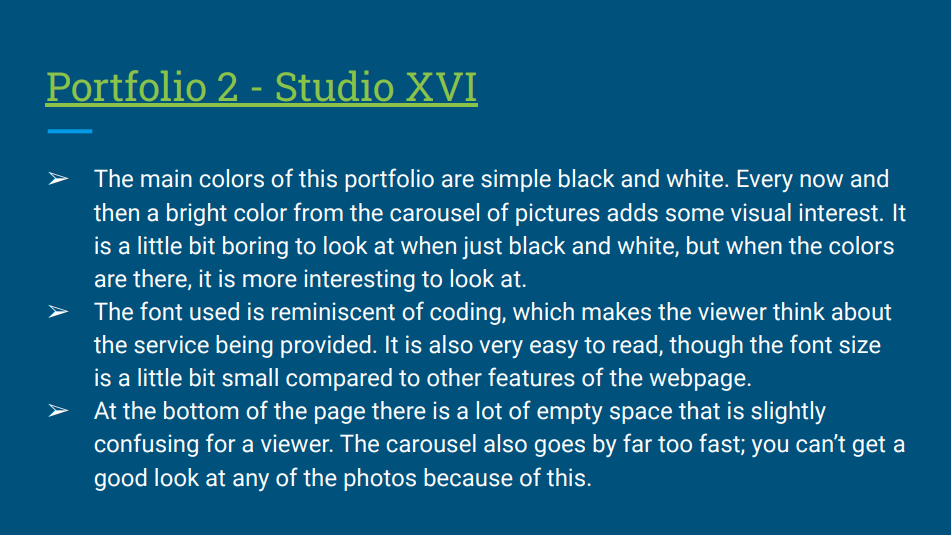 Portfolio 2 - Studio XVI
➢ The main colors of this portfolio are simple black and white. Every now and
then a bright color from the carousel of pictures adds some visual interest. It
is a little bit boring to look at when just black and white, but when the colors
are there, it is more interesting to look at.
➢ The font used is reminiscent of coding, which makes the viewer think about
the service being provided. It is also very easy to read, though the font size
is a little bit small compared to other features of the webpage.
➢ At the bottom of the page there is a lot of empty space that is slightly
confusing for a viewer. The carousel also goes by far too fast; you can’t get a
good look at any of the photos because of this.